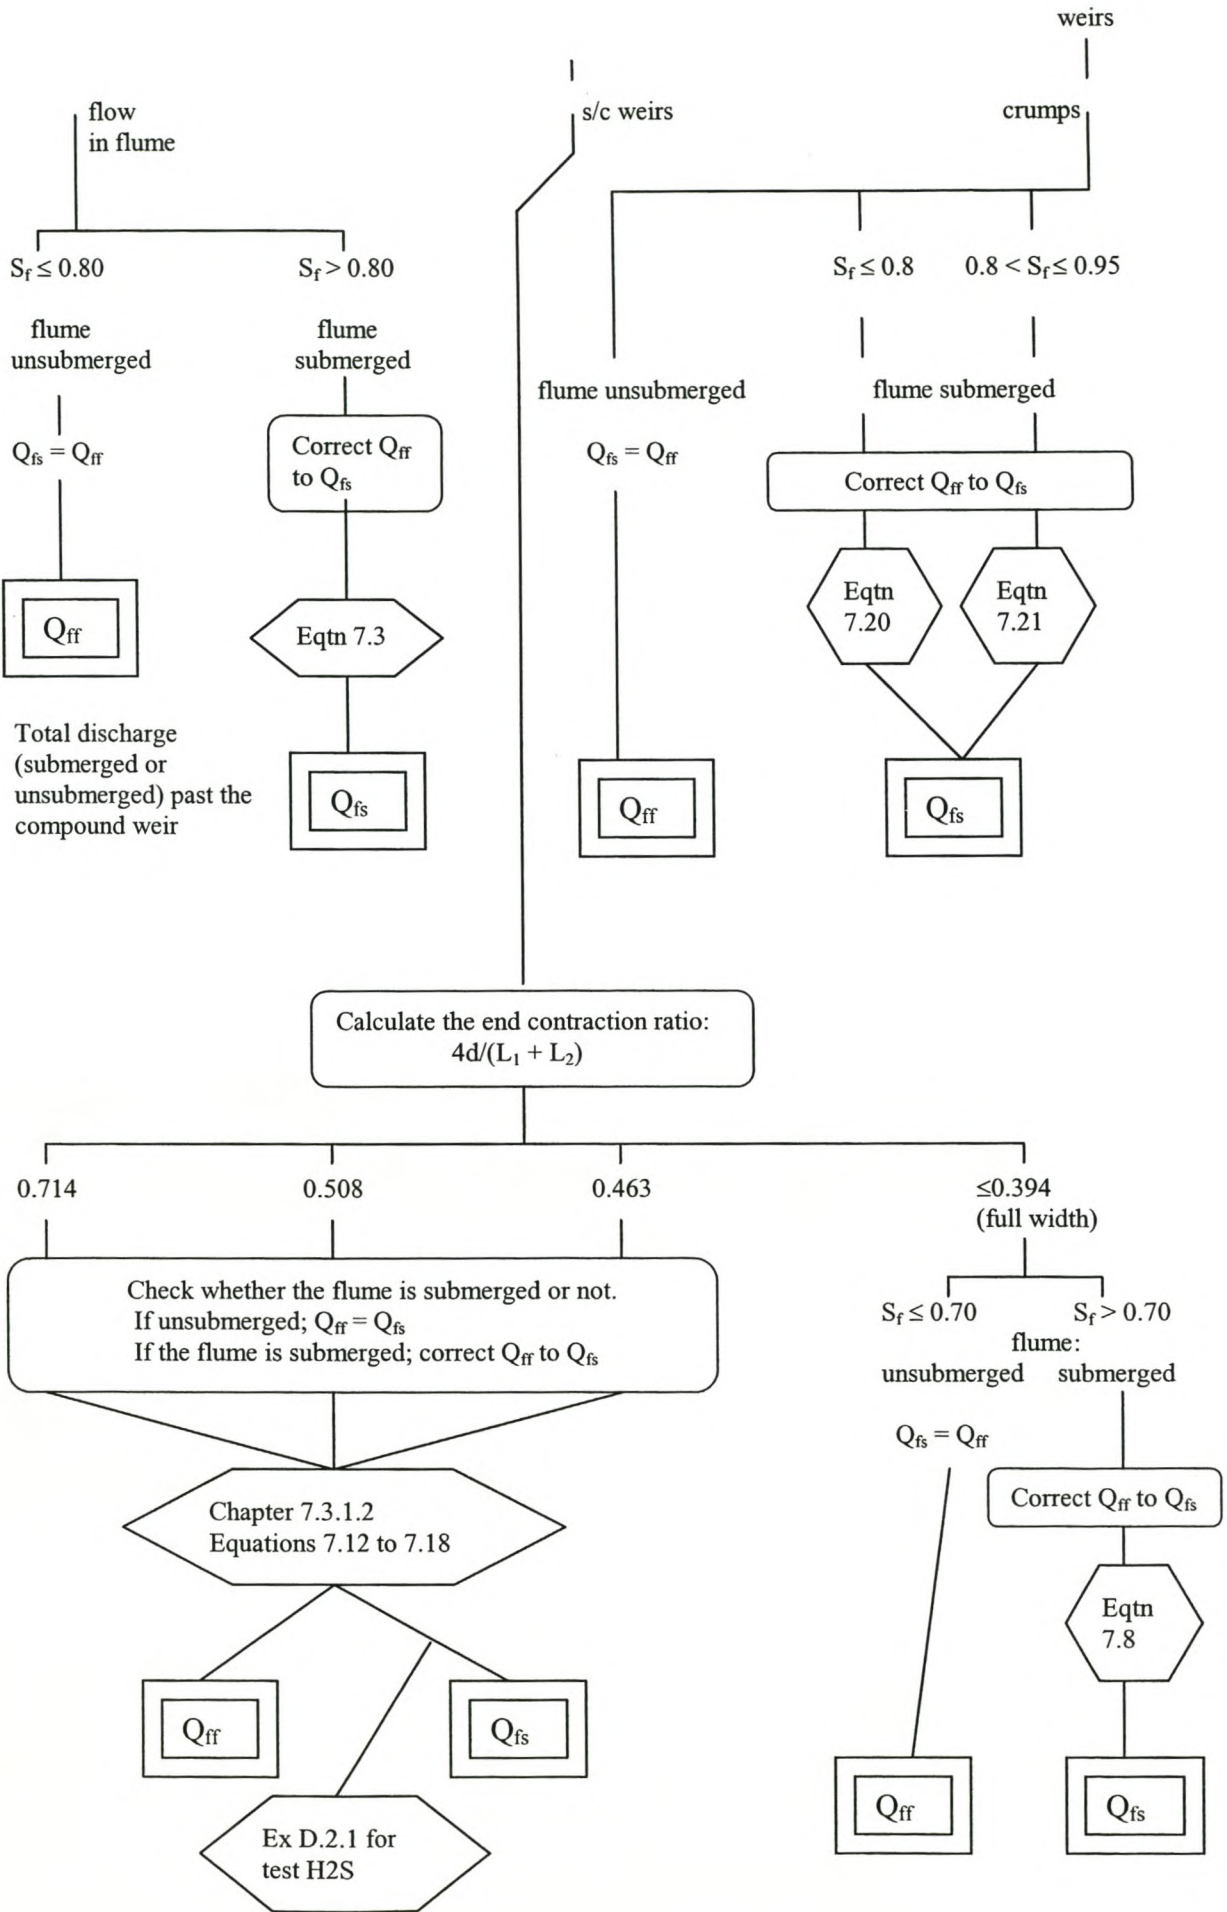 weirs
flow
in flume
s/c weirs
crumps
S_f ≤ 0.80
S_f > 0.80
S_f ≤ 0.8
0.8 < S_f ≤ 0.95
flume
unsubmerged
flume
submerged
flume unsubmerged
flume submerged
Q_fs = Q_ff
Correct Q_ff
to Q_fs
Q_fs = Q_ff
Correct Q_ff to Q_fs
Eqtn
7.20
Eqtn
7.21
Q_ff
Eqtn 7.3
Total discharge
(submerged or
unsubmerged) past the
compound weir
Q_fs
Q_ff
Q_fs
Calculate the end contraction ratio:
4d/(L_1 + L_2)
0.714
0.508
0.463
≤0.394
(full width)
Check whether the flume is submerged or not.
If unsubmerged; Q_ff = Q_fs
If the flume is submerged; correct Q_ff to Q_fs
S_f ≤ 0.70
S_f > 0.70
flume:
unsubmerged
submerged
Q_fs = Q_ff
Correct Q_ff to Q_fs
Chapter 7.3.1.2
Equations 7.12 to 7.18
Eqtn
7.8
Q_ff
Q_fs
Q_ff
Q_fs
Ex D.2.1 for
test H2S